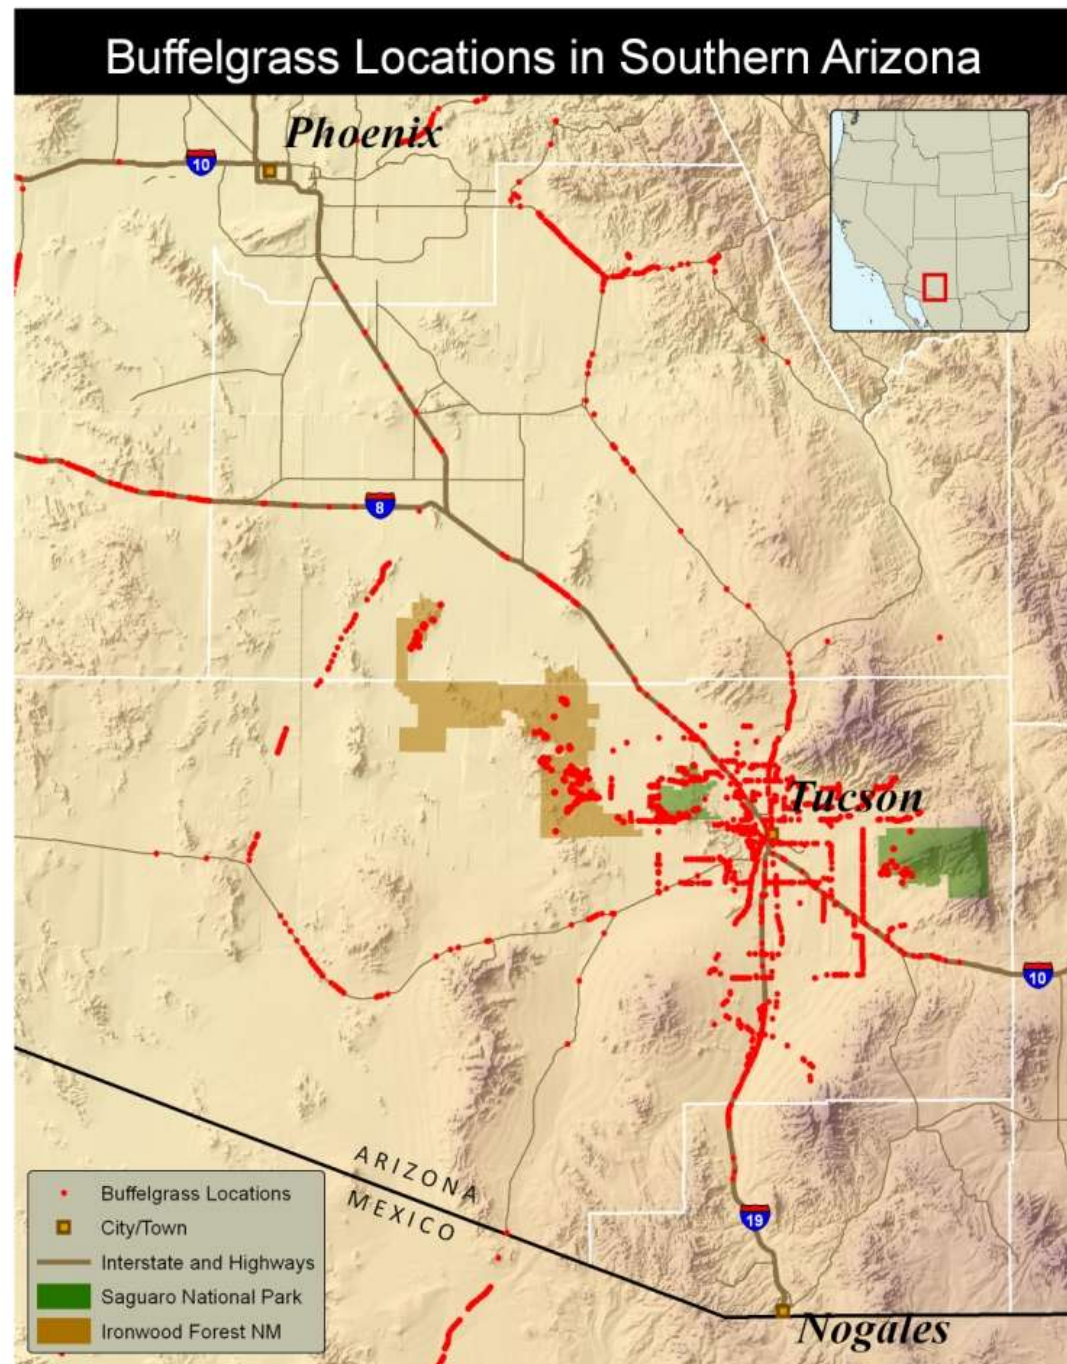 Buffelgrass Locations in Southern Arizona
Phoenix
10
8
Tucson
10
ARIZONA
MEXICO
19
Nogales
Buffelgrass Locations
City/Town
Interstate and Highways
Saguaro National Park
Ironwood Forest NM